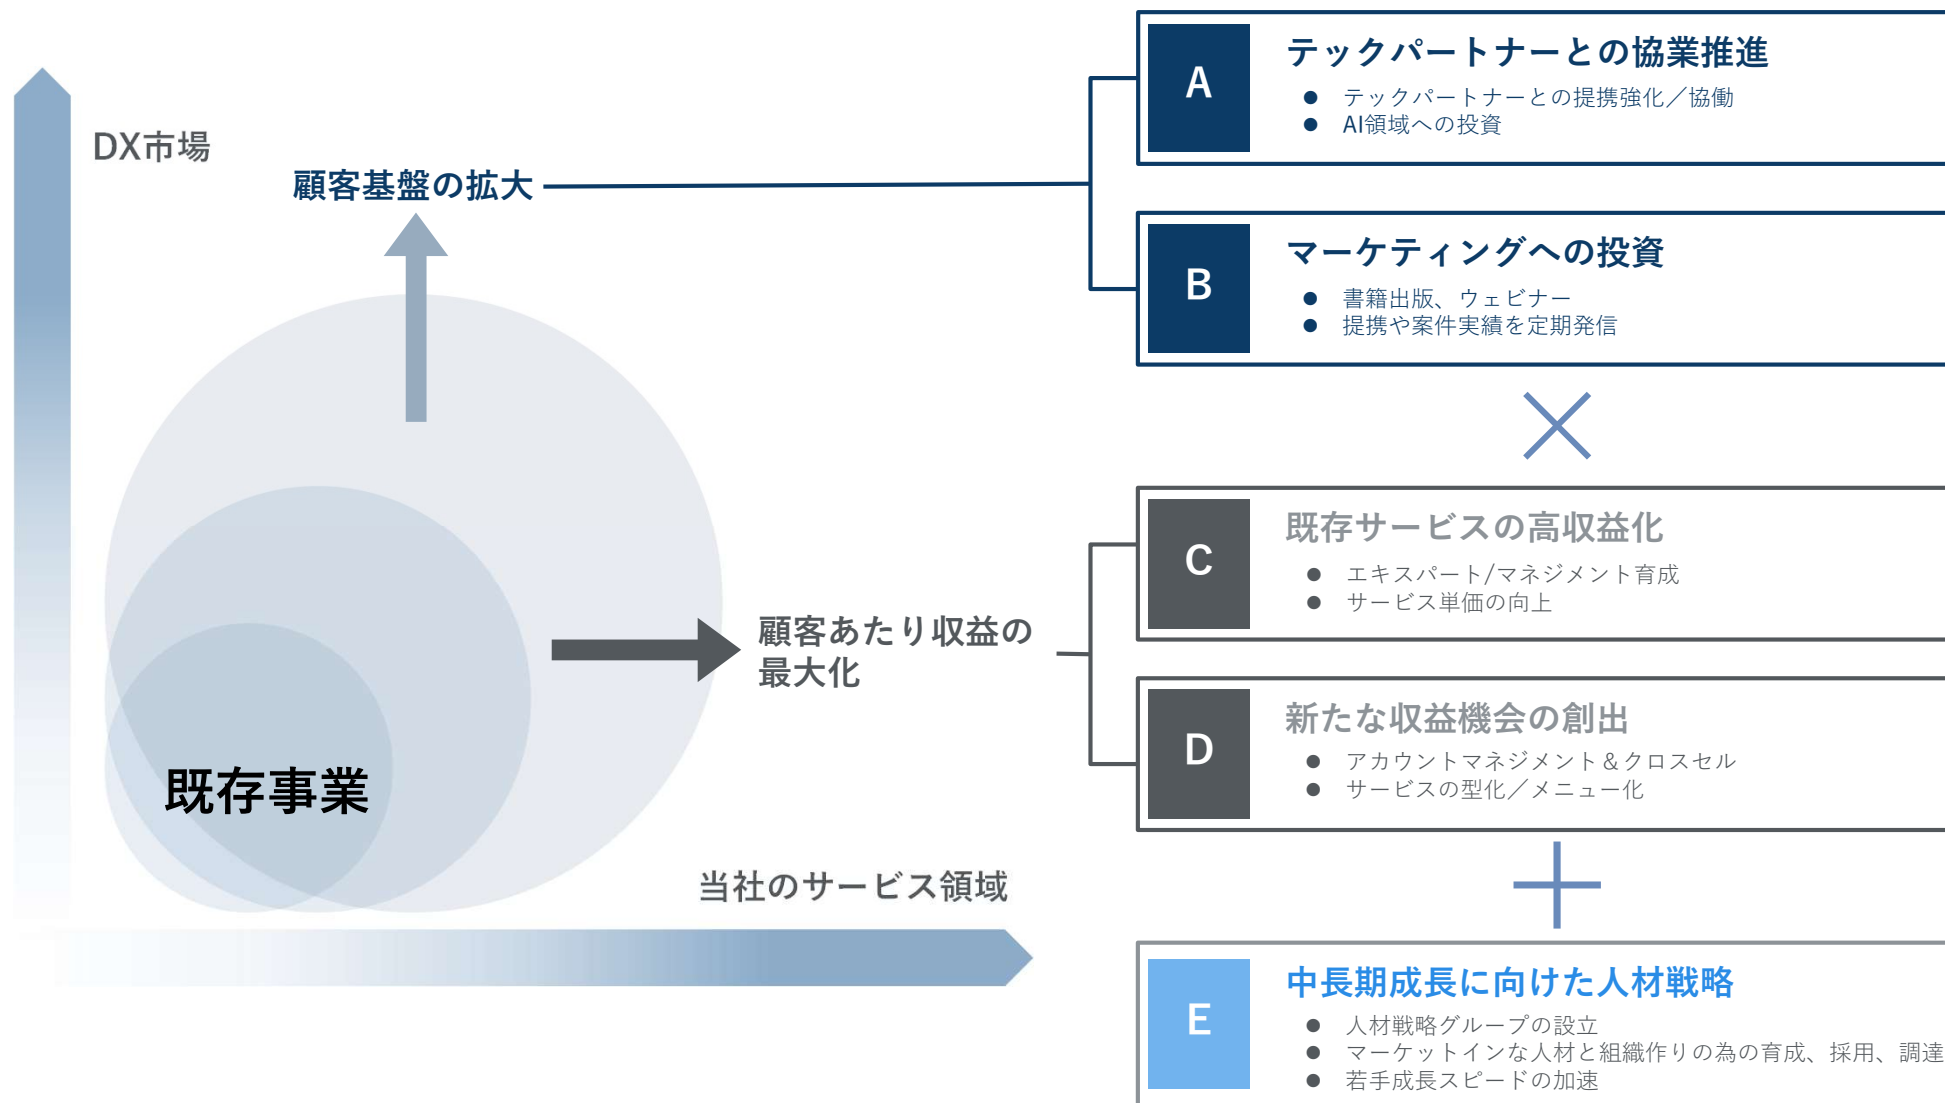 DX市場
顧客基盤の拡大
既存事業
顧客あたり収益の
最大化
当社のサービス領域
A
テックパートナーとの協業推進
● テックパートナーとの提携強化／協働
● AI領域への投資
B
マーケティングへの投資
● 書籍出版、ウェビナー
● 提携や案件実績を定期発信
C
既存サービスの高収益化
● エキスパート/マネジメント育成
● サービス単価の向上
D
新たな収益機会の創出
● アカウントマネジメント＆クロスセル
● サービスの型化／メニュー化
E
中長期成長に向けた人材戦略
● 人材戦略グループの設立
● マーケットインな人材と組織作りの為の育成、採用、調達
● 若手成長スピードの加速